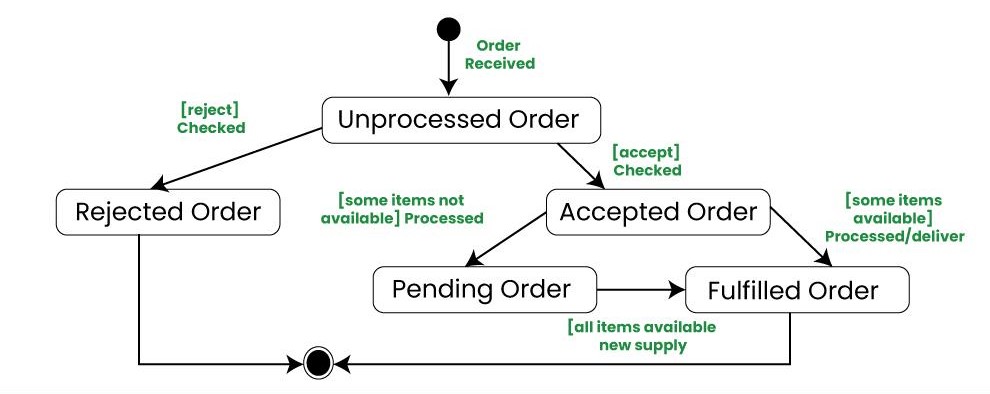 Order
Received
[reject]
Checked
Unprocessed Order
[accept]
Checked
Rejected Order
[some items not
available] Processed
Accepted Order
[some items
available]
Processed/deliver
Pending Order
Fulfilled Order
[all items available
new supply